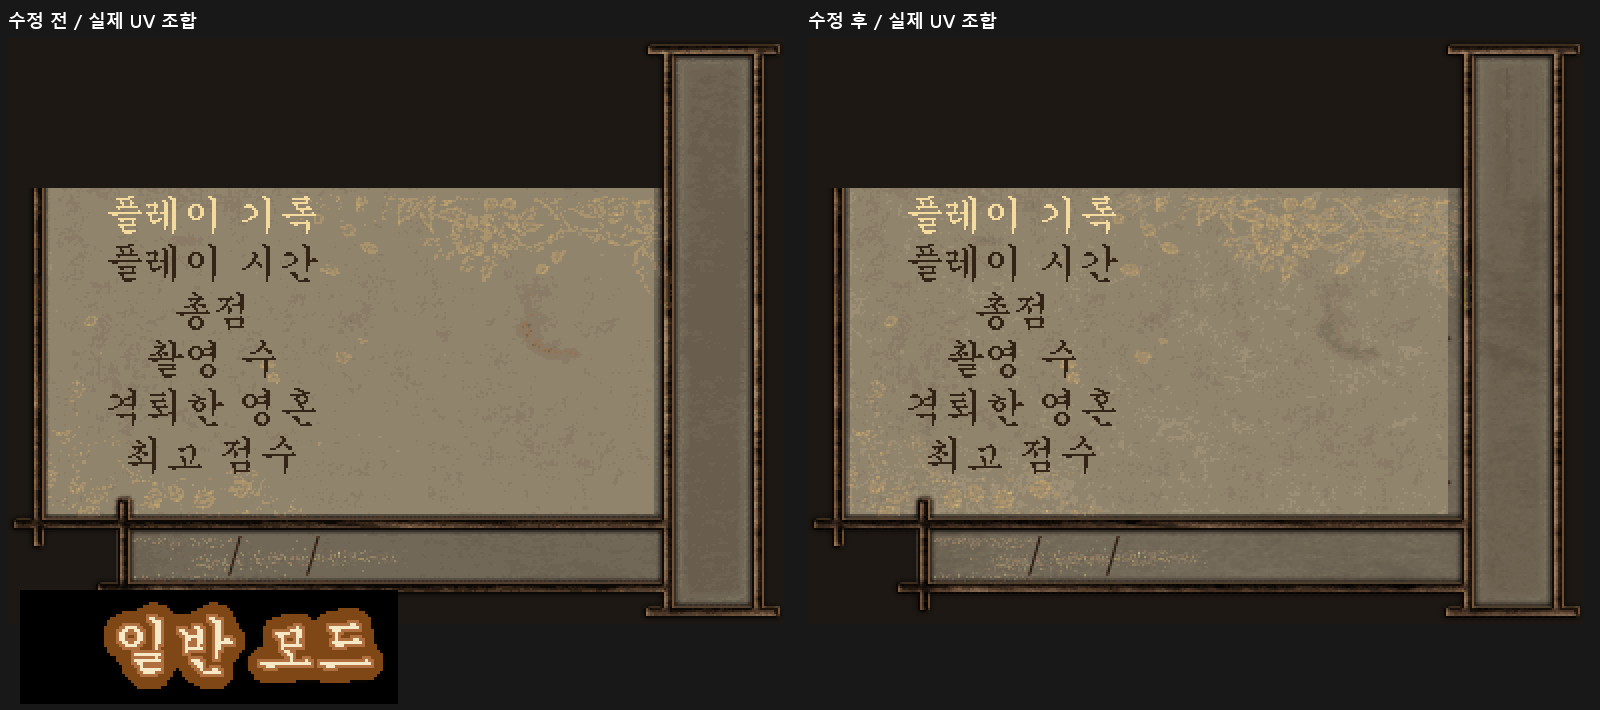 수정 전 / 실제 UV 조합
플레이 기록
플레이 시간
총점
촬영 수
격퇴한 영혼
최고 점수
/ /
일반 모드
수정 후 / 실제 UV 조합
플레이 기록
플레이 시간
총점
촬영 수
격퇴한 영혼
최고 점수
/ /